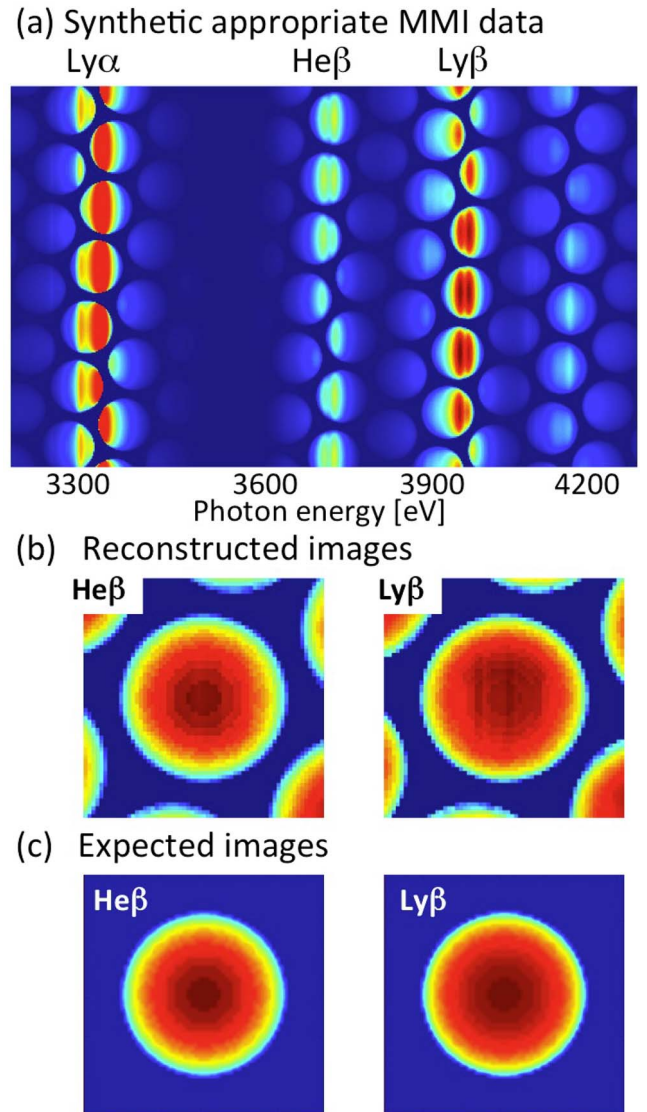 (a) Synthetic appropriate MMI data
Lyα Heβ Lyβ
3300 3600 3900 4200
Photon energy [eV]
(b) Reconstructed images
Heβ Lyβ
(c) Expected images
Heβ Lyβ